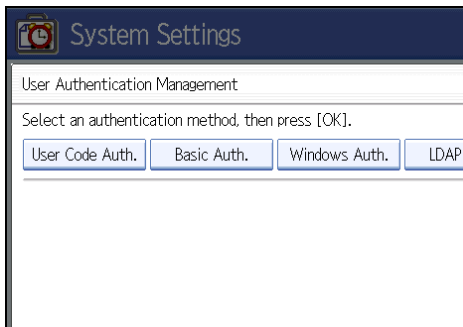 System Settings
User Authentication Management
Select an authentication method, then press [OK].
User Code Auth. Basic Auth. Windows Auth. LDAP